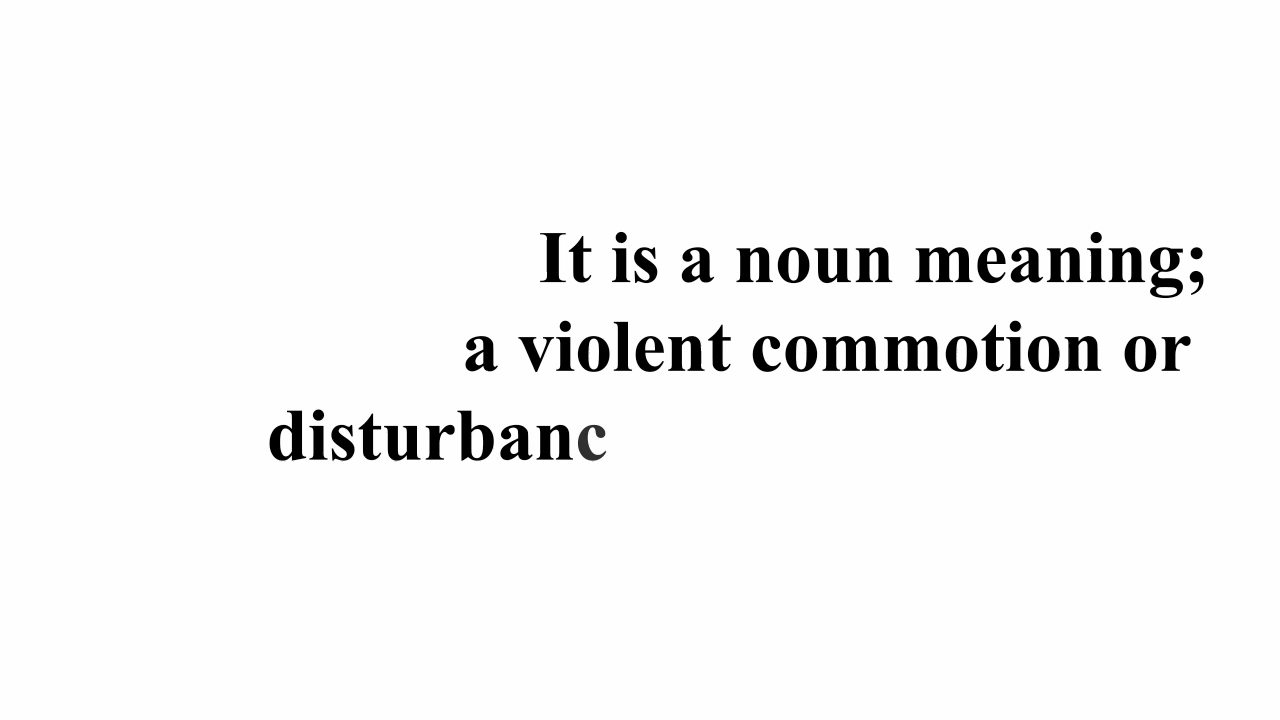 It is a noun meaning;
a violent commotion or
disturbanc